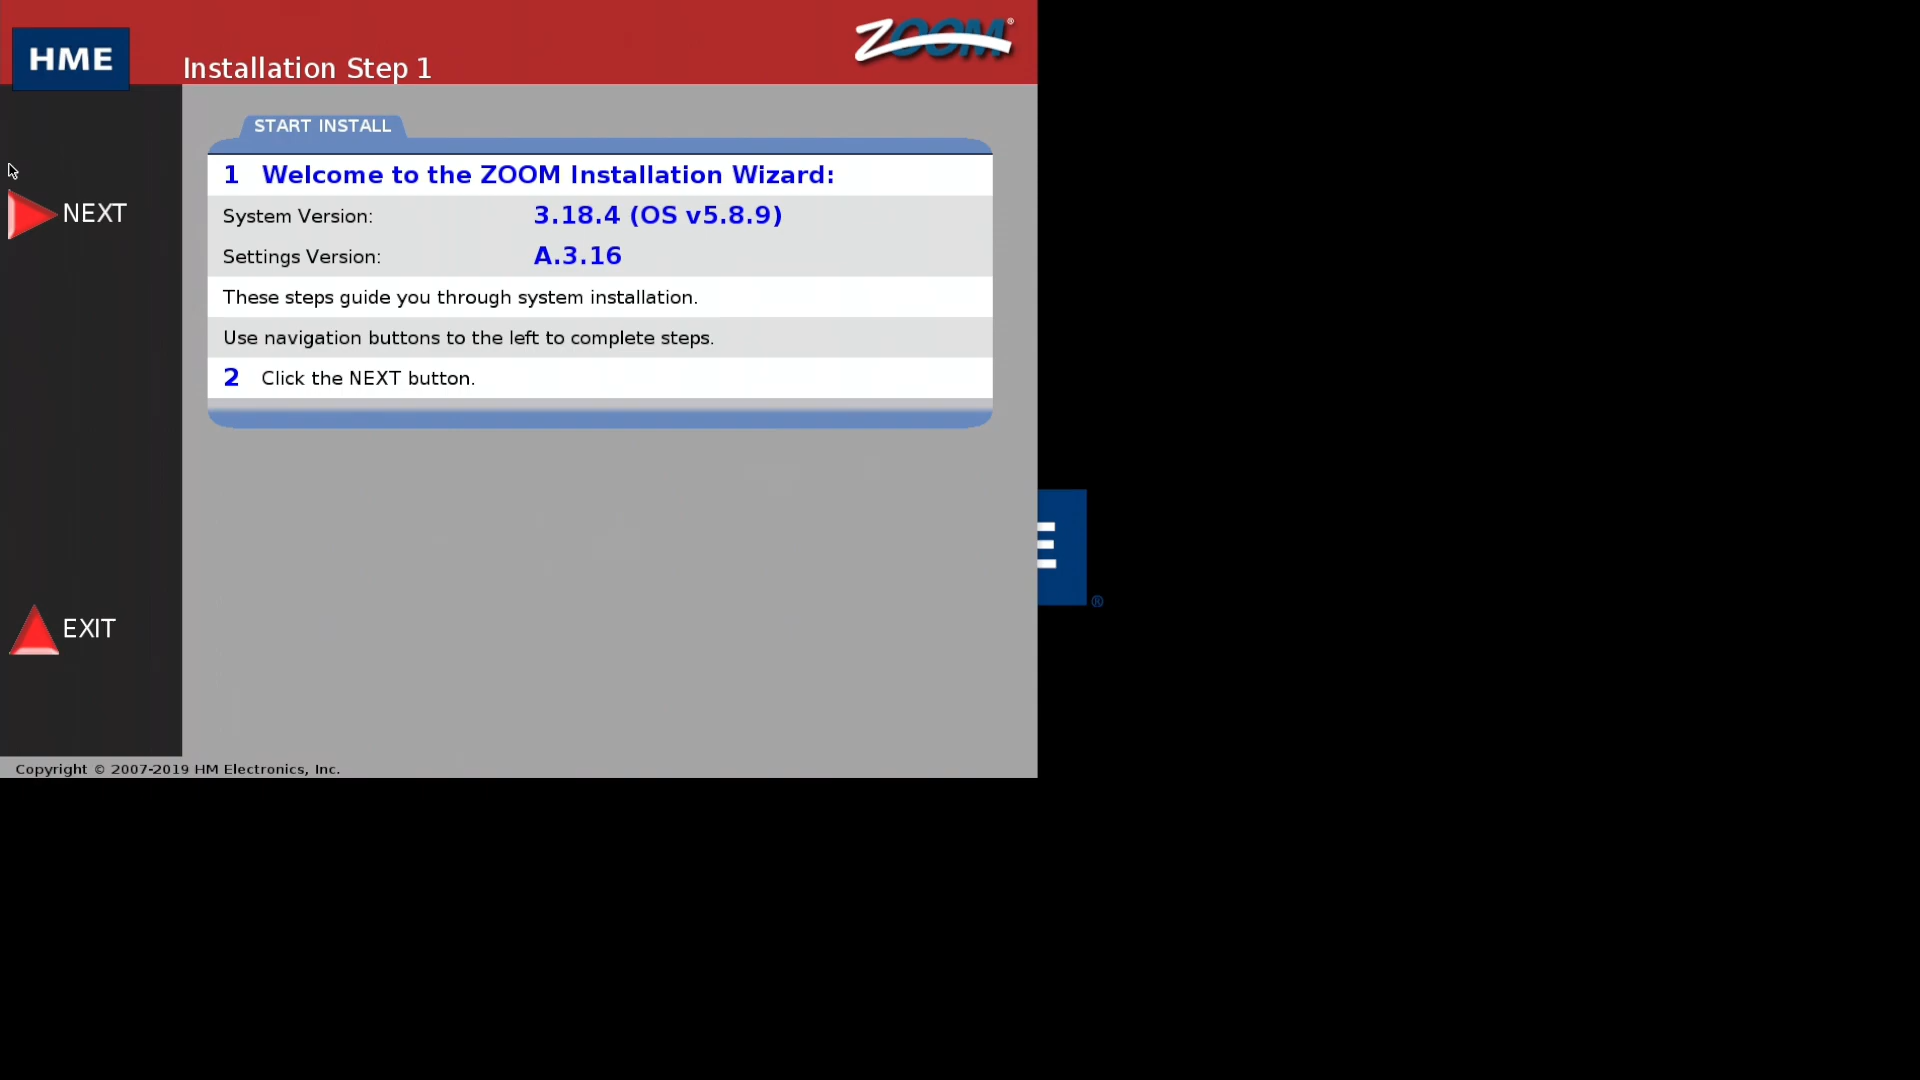 HME
Installation Step 1
ZOOM®
START INSTALL
1 Welcome to the ZOOM Installation Wizard:
System Version: 3.18.4 (OS v5.8.9)
Settings Version: A.3.16
These steps guide you through system installation.
Use navigation buttons to the left to complete steps.
2 Click the NEXT button.
NEXT
E
®
EXIT
Copyright © 2007-2019 HM Electronics, Inc.